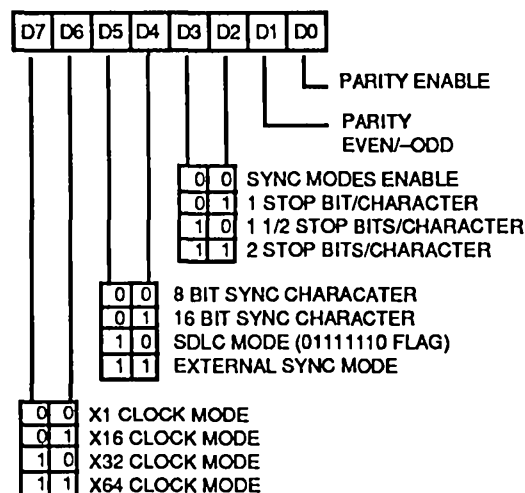 D7 D6 D5 D4 D3 D2 D1 D0
PARITY ENABLE
PARITY
EVEN/–ODD
0 0 SYNC MODES ENABLE
0 1 1 STOP BIT/CHARACTER
1 0 1 1/2 STOP BITS/CHARACTER
1 1 2 STOP BITS/CHARACTER
0 0 8 BIT SYNC CHARACATER
0 1 16 BIT SYNC CHARACTER
1 0 SDLC MODE (01111110 FLAG)
1 1 EXTERNAL SYNC MODE
0 0 X1 CLOCK MODE
0 1 X16 CLOCK MODE
1 0 X32 CLOCK MODE
1 1 X64 CLOCK MODE